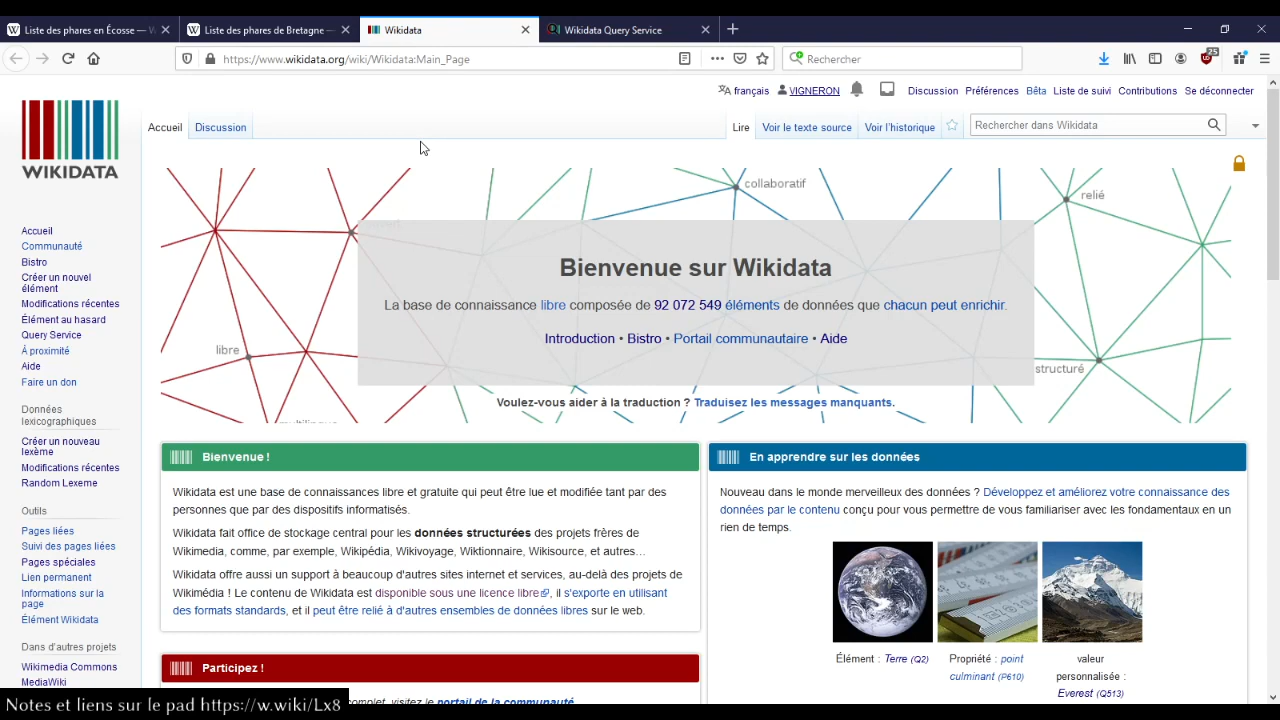 Liste des phares en Écosse — W
Liste des phares de Bretagne —
Wikidata
Wikidata Query Service
https://www.wikidata.org/wiki/Wikidata:Main_Page
Rechercher
25
français
VIGNERON
Discussion
Préférences
Bêta
Liste de suivi
Contributions
Se déconnecter
WIKIDATA
Accueil
Discussion
Lire
Voir le texte source
Voir l'historique
Rechercher dans Wikidata
collaboratif
relié
libre
structuré
multilingue
Bienvenue sur Wikidata
La base de connaissance libre composée de 92 072 549 éléments de données que chacun peut enrichir.
Introduction • Bistro • Portail communautaire • Aide
Voulez-vous aider à la traduction ? Traduisez les messages manquants.
Accueil
Communauté
Bistro
Créer un nouvel
élément
Modifications récentes
Élément au hasard
Query Service
À proximité
Aide
Faire un don
Données
lexicographiques
Créer un nouveau
lexème
Modifications récentes
Random Lexeme
Outils
Pages liées
Suivi des pages liées
Pages spéciales
Lien permanent
Informations sur la
page
Élément Wikidata
Dans d'autres projets
Wikimedia Commons
MediaWiki
Bienvenue !
Wikidata est une base de connaissances libre et gratuite qui peut être lue et modifiée tant par des
personnes que par des dispositifs informatisés.
Wikidata fait office de stockage central pour les données structurées des projets frères de
Wikimedia, comme, par exemple, Wikipédia, Wikivoyage, Wiktionnaire, Wikisource, et autres…
Wikidata offre aussi un support à beaucoup d'autres sites internet et services, au-delà des projets de
Wikimédia ! Le contenu de Wikidata est disponible sous une licence libre, il s'exporte en utilisant
des formats standards, et il peut être relié à d'autres ensembles de données libres sur le web.
Participez !
complet, visitez le portail de la communauté.
En apprendre sur les données
Nouveau dans le monde merveilleux des données ? Développez et améliorez votre connaissance des
données par le contenu conçu pour vous permettre de vous familiariser avec les fondamentaux en un
rien de temps.
Élément : Terre (Q2)
Propriété : point
culminant (P610)
valeur
personnalisée :
Everest (Q513)
Notes et liens sur le pad https://w.wiki/Lx8